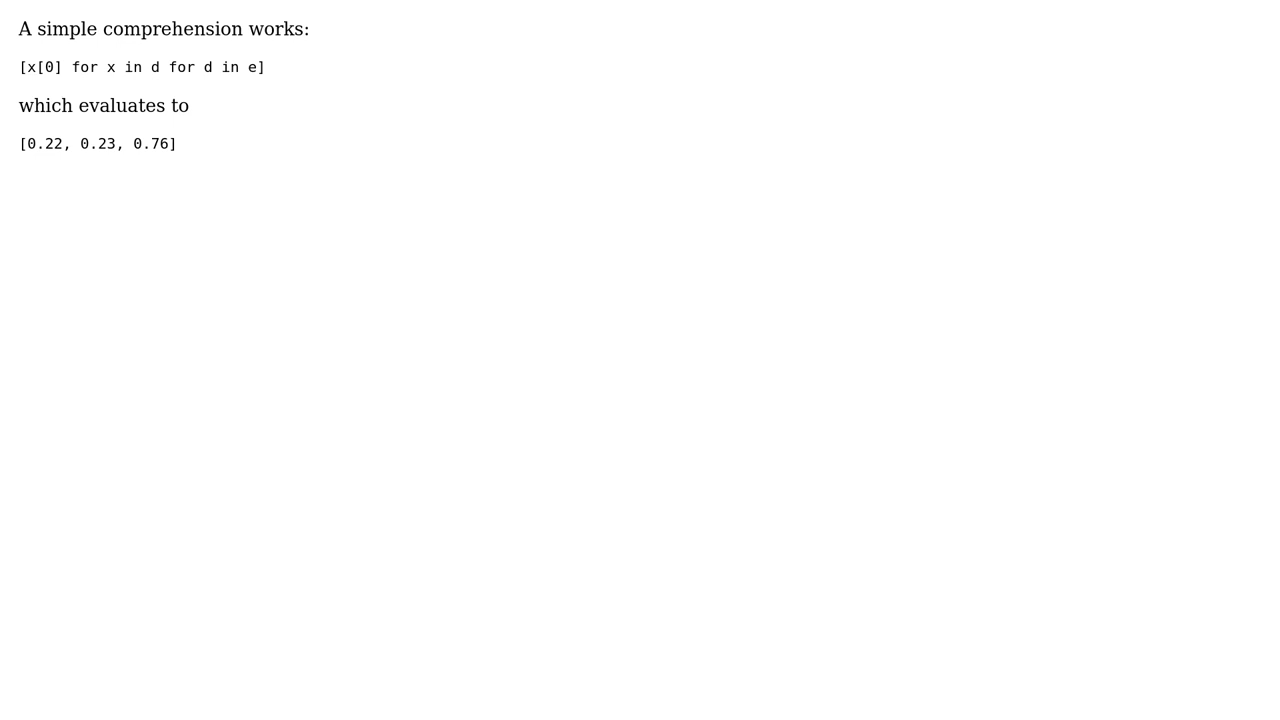 A simple comprehension works:
[x[0] for x in d for d in e]
which evaluates to
[0.22, 0.23, 0.76]